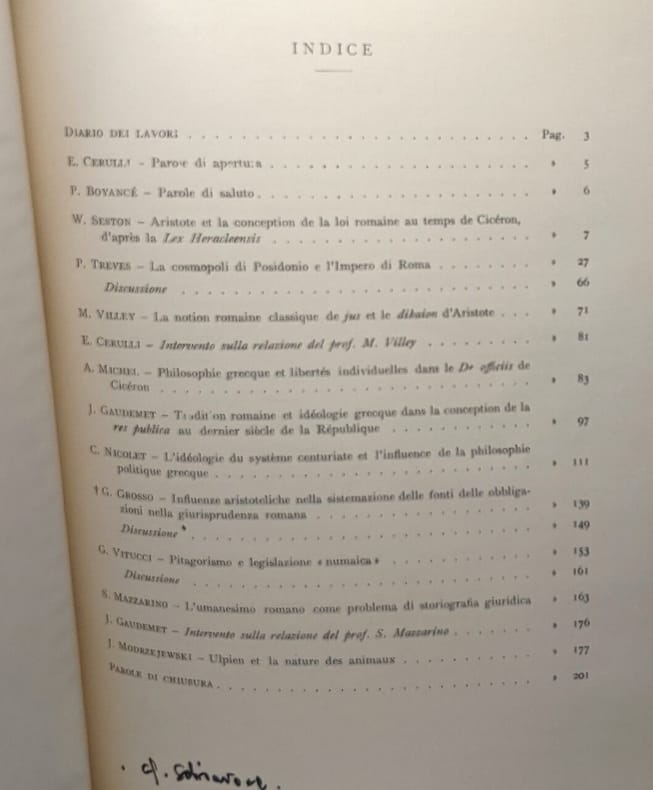 INDICE
DIARIO DEI LAVORI . . . . . . . . . . . . . . . . . . . . . . . . . . . . Pag. 3
E. CERULLI – Parole di apertura . . . . . . . . . . . . . . . . . . . . . » 5
P. BOYANCÉ – Parole di saluto . . . . . . . . . . . . . . . . . . . . . . » 6
W. SESTON – Aristote et la conception de la loi romaine au temps de Cicéron,
d'après la Lex Heracleensis . . . . . . . . . . . . . . . . . . . » 7
P. TREVES – La cosmopoli di Posidonio e l'Impero di Roma . . . . . . . . » 27
Discussione . . . . . . . . . . . . . . . . . . . . . . . . . . » 66
M. VILLEY – La notion romaine classique de jus et le dikaion d'Aristote . . . » 71
E. CERULLI – Intervento sulla relazione del prof. M. Villey . . . . . . . . » 81
A. MICHEL – Philosophie grecque et libertés individuelles dans le De officiis de
Cicéron . . . . . . . . . . . . . . . . . . . . . . . . . . . . » 83
J. GAUDEMET – Tradition romaine et idéologie grecque dans la conception de la
res publica au dernier siècle de la République . . . . . . . . . . » 97
C. NICOLET – L'idéologie du système centuriate et l'influence de la philosophie
politique grecque . . . . . . . . . . . . . . . . . . . . . . . . » 111
† G. GROSSO – Influenze aristoteliche nella sistemazione delle fonti delle obbliga-
zioni nella giurisprudenza romana . . . . . . . . . . . . . . . . » 139
Discussione * . . . . . . . . . . . . . . . . . . . . . . . . . » 149
G. VITUCCI – Pitagorismo e legislazione « numaica » . . . . . . . . . . . » 153
Discussione . . . . . . . . . . . . . . . . . . . . . . . . . . » 161
S. MAZZARINO – L'umanesimo romano come problema di storiografia giuridica » 163
J. GAUDEMET – Intervento sulla relazione del prof. S. Mazzarino . . . . . . . » 176
J. MODRZEJEWSKI – Ulpien et la nature des animaux . . . . . . . . . . . » 177
PAROLE DI CHIUSURA . . . . . . . . . . . . . . . . . . . . . . . . . . . » 201